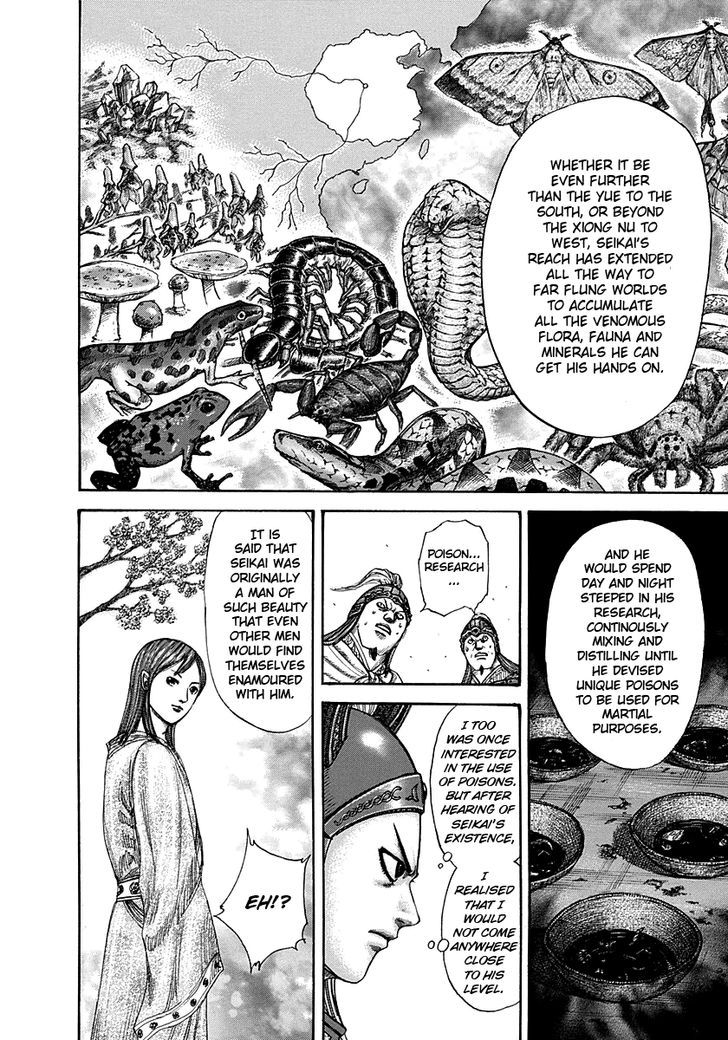 WHETHER IT BE
EVEN FURTHER
THAN THE YUE TO THE
SOUTH, OR BEYOND
THE XIONG NU TO
WEST, SEIKAI'S
REACH HAS EXTENDED
ALL THE WAY TO
FAR FLUNG WORLDS
TO ACCUMULATE
ALL THE VENOMOUS
FLORA, FAUNA AND
MINERALS HE CAN
GET HIS HANDS ON.
AND HE
WOULD SPEND
DAY AND NIGHT
STEEPED IN HIS
RESEARCH,
CONTINOUSLY
MIXING AND
DISTILLING UNTIL
HE DEVISED
UNIQUE POISONS
TO BE USED FOR
MARTIAL
PURPOSES.
POISON...
RESEARCH
...
I TOO
WAS ONCE
INTERESTED
IN THE USE
OF POISONS.
BUT AFTER
HEARING OF
SEIKAI'S
EXISTENCE,
I
REALISED
THAT I
WOULD
NOT COME
ANYWHERE
CLOSE
TO HIS
LEVEL.
IT IS
SAID THAT
SEIKAI WAS
ORIGINALLY
A MAN OF
SUCH BEAUTY
THAT EVEN
OTHER MEN
WOULD FIND
THEMSELVES
ENAMOURED
WITH HIM.
EH!?